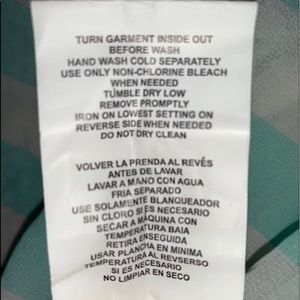 TURN GARMENT INSIDE OUT
BEFORE WASH
HAND WASH COLD SEPARATELY
USE ONLY NON-CHLORINE BLEACH
WHEN NEEDED
TUMBLE DRY LOW
REMOVE PROMPTLY
IRON ON LOWEST SETTING ON
REVERSE SIDE WHEN NEEDED
DO NOT DRY CLEAN
VOLVER LA PRENDA AL REVÉS
ANTES DE LAVAR
LAVAR A MANO CON AGUA
FRIA SEPARADO
USE SOLAMENTE BLANQUEADOR
SIN CLORO SI ES NECESARIO
SECAR A MÁQUINA CON
TEMPERATURA BAJA
RETIRA ENSEGUIDA
USAR PLANCHA EN MINIMA
TEMPERATURA AL REVSERSO
SI ES NECESARIO
NO LIMPIAR EN SECO